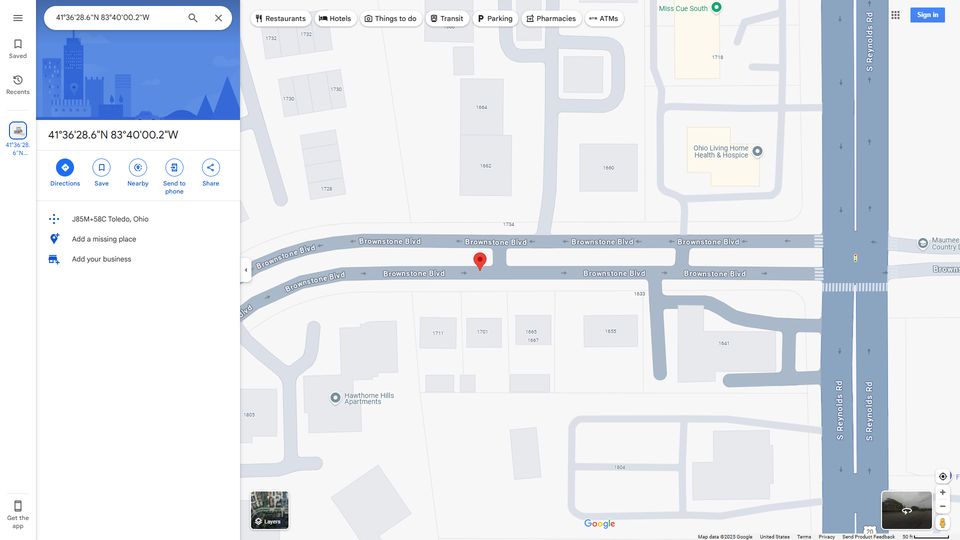 41°36'28.6"N 83°40'00.2"W
Restaurants
Hotels
Things to do
Transit
Parking
Pharmacies
ATMs
Sign in
Saved
Recents
41°36'28.
6"N...
Get the
app
41°36'28.6"N 83°40'00.2"W
Directions
Save
Nearby
Send to
phone
Share
J85M+58C Toledo, Ohio
Add a missing place
Add your business
Miss Cue South
1718
S Reynolds Rd
1732
1732
1730
1730
1664
Ohio Living Home
Health & Hospice
1662
1660
1728
1734
Brownstone Blvd
Brownstone Blvd
Brownstone Blvd
Brownstone Blvd
Brownstone Blvd
Maumee
Country D
Brownstone Blvd
Brownstone Blvd
Brownstone Blvd
Brownstone Blvd
Browns
lvd
1633
1711
1701
1665
1667
1655
1641
Hawthorne Hills
Apartments
1805
S Reynolds Rd
S Reynolds Rd
1804
Layers
Google
20
F
Map data ©2025 Google
United States
Terms
Privacy
Send Product Feedback
50 ft